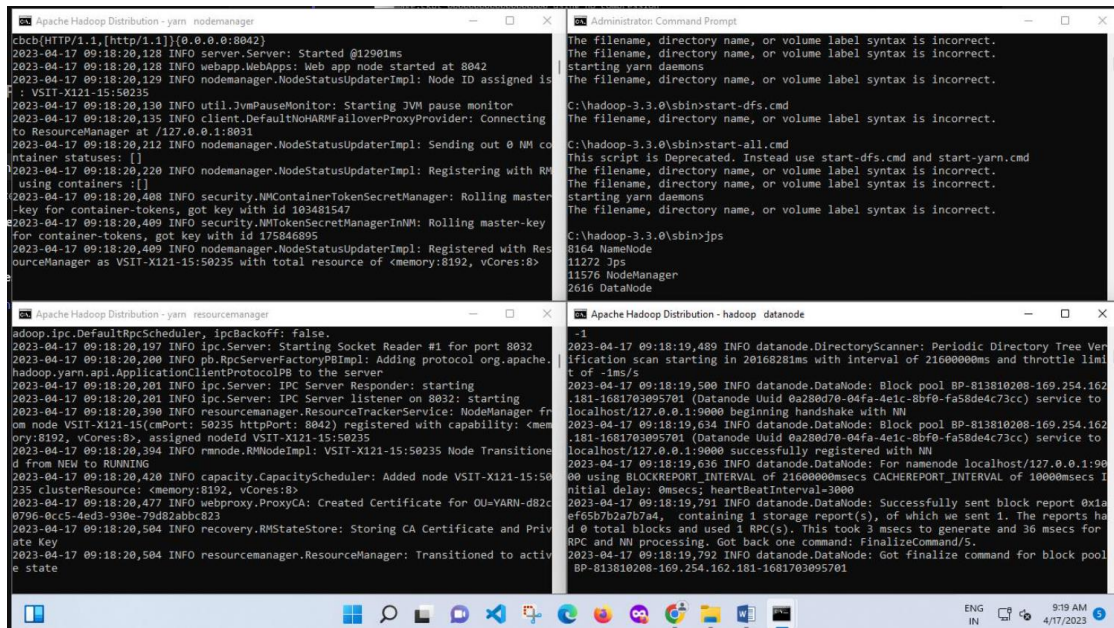 Apache Hadoop Distribution - yarn nodemanager
cbcb{HTTP/1.1,[http/1.1]}{0.0.0.0:8042}
2023-04-17 09:18:20,128 INFO server.Server: Started @12901ms
2023-04-17 09:18:20,128 INFO webapp.WebApps: Web app node started at 8042
2023-04-17 09:18:20,129 INFO nodemanager.NodeStatusUpdaterImpl: Node ID assigned is
: VSIT-X121-15:50235
2023-04-17 09:18:20,130 INFO util.JvmPauseMonitor: Starting JVM pause monitor
2023-04-17 09:18:20,135 INFO client.DefaultNoHARMFailoverProxyProvider: Connecting
to ResourceManager at /127.0.0.1:8031
2023-04-17 09:18:20,212 INFO nodemanager.NodeStatusUpdaterImpl: Sending out 0 NM co
ntainer statuses: []
2023-04-17 09:18:20,220 INFO nodemanager.NodeStatusUpdaterImpl: Registering with RM
using containers :[]
2023-04-17 09:18:20,408 INFO security.NMContainerTokenSecretManager: Rolling master
-key for container-tokens, got key with id 103481547
2023-04-17 09:18:20,409 INFO security.NMTokenSecretManagerInNM: Rolling master-key
for container-tokens, got key with id 175846895
2023-04-17 09:18:20,409 INFO nodemanager.NodeStatusUpdaterImpl: Registered with Res
ourceManager as VSIT-X121-15:50235 with total resource of <memory:8192, vCores:8>
Administrator: Command Prompt
The filename, directory name, or volume label syntax is incorrect.
The filename, directory name, or volume label syntax is incorrect.
starting yarn daemons
The filename, directory name, or volume label syntax is incorrect.
C:\hadoop-3.3.0\sbin>start-dfs.cmd
The filename, directory name, or volume label syntax is incorrect.
C:\hadoop-3.3.0\sbin>start-all.cmd
This script is Deprecated. Instead use start-dfs.cmd and start-yarn.cmd
The filename, directory name, or volume label syntax is incorrect.
The filename, directory name, or volume label syntax is incorrect.
starting yarn daemons
The filename, directory name, or volume label syntax is incorrect.
C:\hadoop-3.3.0\sbin>jps
8164 NameNode
11272 Jps
11576 NodeManager
2616 DataNode
Apache Hadoop Distribution - yarn resourcemanager
adoop.ipc.DefaultRpcScheduler, ipcBackoff: false.
2023-04-17 09:18:20,197 INFO ipc.Server: Starting Socket Reader #1 for port 8032
2023-04-17 09:18:20,200 INFO pb.RpcServerFactoryPBImpl: Adding protocol org.apache.
hadoop.yarn.api.ApplicationClientProtocolPB to the server
2023-04-17 09:18:20,201 INFO ipc.Server: IPC Server Responder: starting
2023-04-17 09:18:20,201 INFO ipc.Server: IPC Server listener on 8032: starting
2023-04-17 09:18:20,390 INFO resourcemanager.ResourceTrackerService: NodeManager fr
om node VSIT-X121-15(cmPort: 50235 httpPort: 8042) registered with capability: <mem
ory:8192, vCores:8>, assigned nodeId VSIT-X121-15:50235
2023-04-17 09:18:20,394 INFO rmnode.RMNodeImpl: VSIT-X121-15:50235 Node Transitione
d from NEW to RUNNING
2023-04-17 09:18:20,420 INFO capacity.CapacityScheduler: Added node VSIT-X121-15:50
235 clusterResource: <memory:8192, vCores:8>
2023-04-17 09:18:20,477 INFO webproxy.ProxyCA: Created Certificate for OU=YARN-d82c
0796-0cc5-4ed3-930e-79d82abbc823
2023-04-17 09:18:20,504 INFO recovery.RMStateStore: Storing CA Certificate and Priv
ate Key
2023-04-17 09:18:20,504 INFO resourcemanager.ResourceManager: Transitioned to activ
e state
Apache Hadoop Distribution - hadoop datanode
-1
2023-04-17 09:18:19,489 INFO datanode.DirectoryScanner: Periodic Directory Tree Ver
ification scan starting in 20168281ms with interval of 21600000ms and throttle limi
t of -1ms/s
2023-04-17 09:18:19,500 INFO datanode.DataNode: Block pool BP-813810208-169.254.162
.181-1681703095701 (Datanode Uuid 0a280d70-04fa-4e1c-8bf0-fa58de4c73cc) service to
localhost/127.0.0.1:9000 beginning handshake with NN
2023-04-17 09:18:19,634 INFO datanode.DataNode: Block pool BP-813810208-169.254.162
.181-1681703095701 (Datanode Uuid 0a280d70-04fa-4e1c-8bf0-fa58de4c73cc) service to
localhost/127.0.0.1:9000 successfully registered with NN
2023-04-17 09:18:19,636 INFO datanode.DataNode: For namenode localhost/127.0.0.1:90
00 using BLOCKREPORT_INTERVAL of 21600000msecs CACHEREPORT_INTERVAL of 10000msecs I
nitial delay: 0msecs; heartBeatInterval=3000
2023-04-17 09:18:19,791 INFO datanode.DataNode: Successfully sent block report 0x1a
ef65b7b2a7b7a4, containing 1 storage report(s), of which we sent 1. The reports ha
d 0 total blocks and used 1 RPC(s). This took 3 msecs to generate and 36 msecs for
RPC and NN processing. Got back one command: FinalizeCommand/5.
2023-04-17 09:18:19,792 INFO datanode.DataNode: Got finalize command for block pool
BP-813810208-169.254.162.181-1681703095701
ENG
IN
9:19 AM
4/17/2023
5